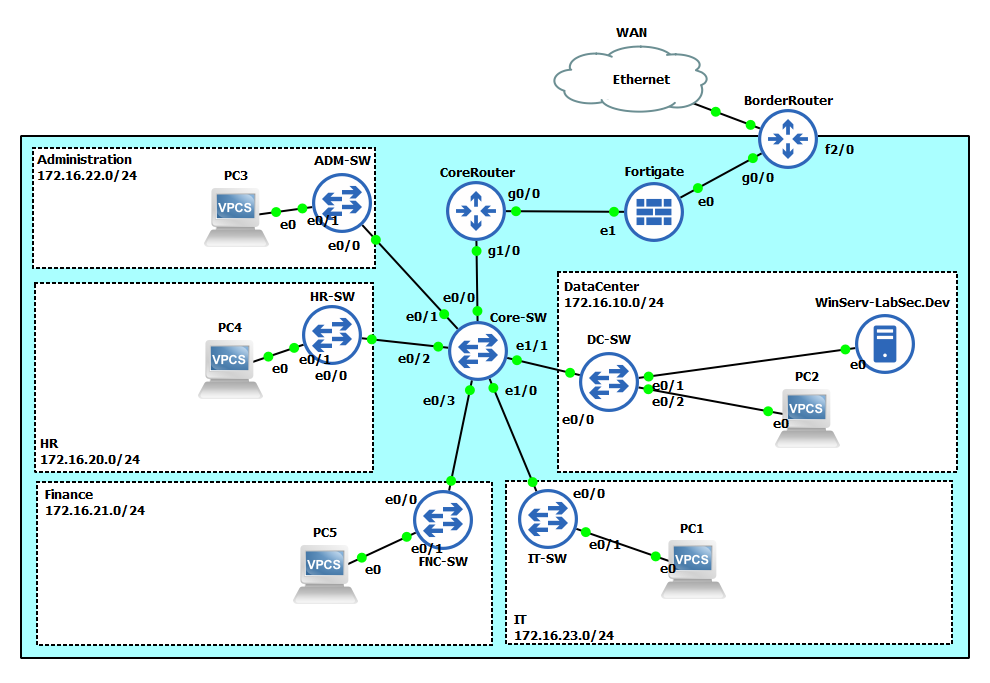 WAN
Ethernet
BorderRouter
f2/0
g0/0
Fortigate
e0
e1
CoreRouter
g0/0
g1/0
Administration
172.16.22.0/24
ADM-SW
PC3
VPCS
e0
e0/1
e0/0
HR-SW
PC4
VPCS
e0
e0/1
e0/0
HR
172.16.20.0/24
e0/0
Core-SW
e0/1
e0/2
e0/3
e1/0
e1/1
DataCenter
172.16.10.0/24
WinServ-LabSec.Dev
DC-SW
e0
PC2
e0/1
e0/2
VPCS
e0
e0/0
Finance
172.16.21.0/24
e0/0
PC5
e0/1
FNC-SW
VPCS
e0
e0/0
PC1
e0/1
IT-SW
VPCS
e0
IT
172.16.23.0/24